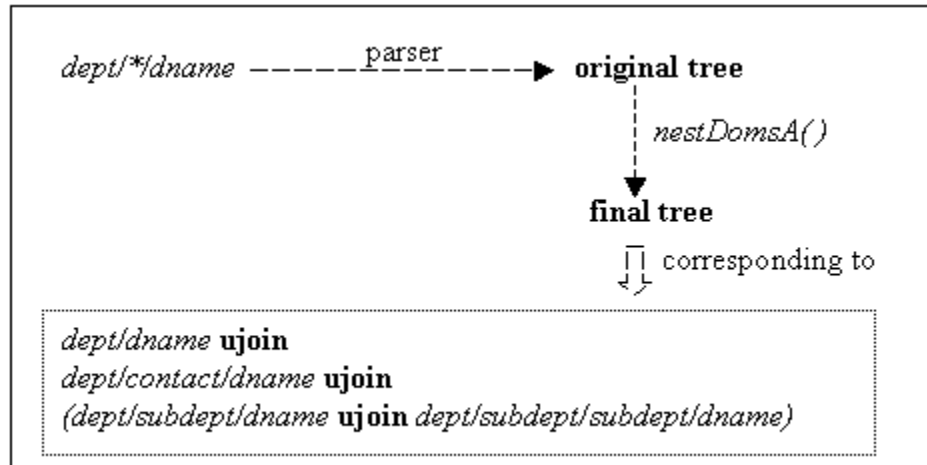 dept/*/dname parser original tree
nestDomsA()
final tree
corresponding to
dept/dname ujoin
dept/contact/dname ujoin
(dept/subdept/dname ujoin dept/subdept/subdept/dname)